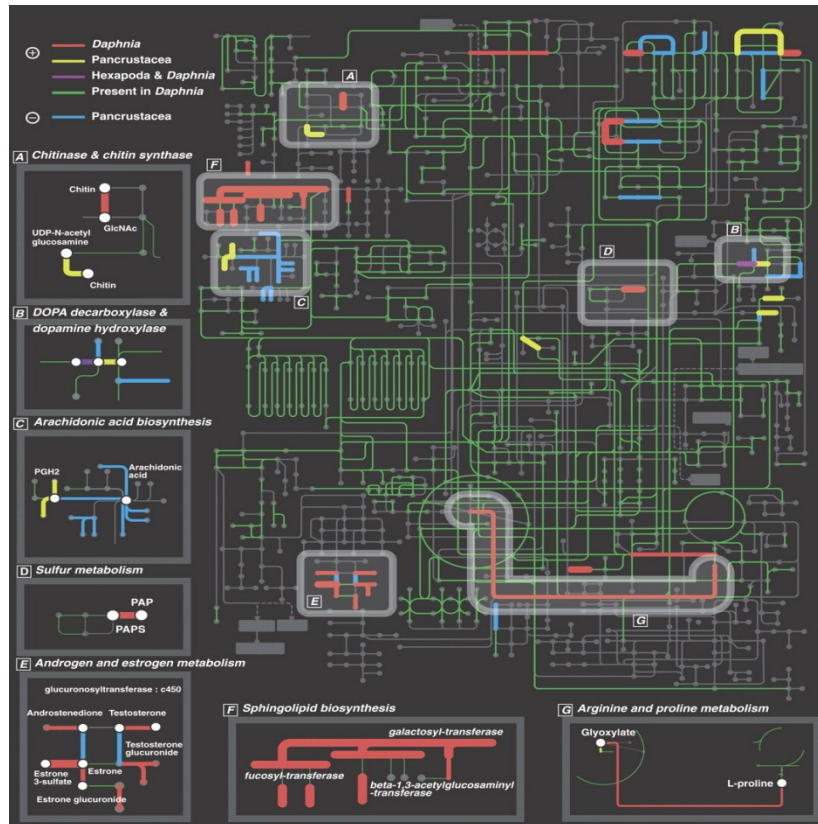 + Daphnia
Pancrustacea
Hexapoda & Daphnia
Present in Daphnia
− Pancrustacea
A Chitinase & chitin synthase
Chitin
GlcNAc
UDP-N-acetyl
glucosamine
Chitin
B DOPA decarboxylase &
dopamine hydroxylase
C Arachidonic acid biosynthesis
PGH2
Arachidonic
acid
D Sulfur metabolism
PAP
PAPS
E Androgen and estrogen metabolism
glucuronosyltransferase : c450
Androstenedione
Testosterone
Testosterone
glucuronide
Estrone
3-sulfate
Estrone
Estrone glucuronide
A
F
C
D
B
E
G
F Sphingolipid biosynthesis
galactosyl-transferase
fucosyl-transferase
beta-1,3-acetylglucosaminyl
-transferase
G Arginine and proline metabolism
Glyoxylate
L-proline